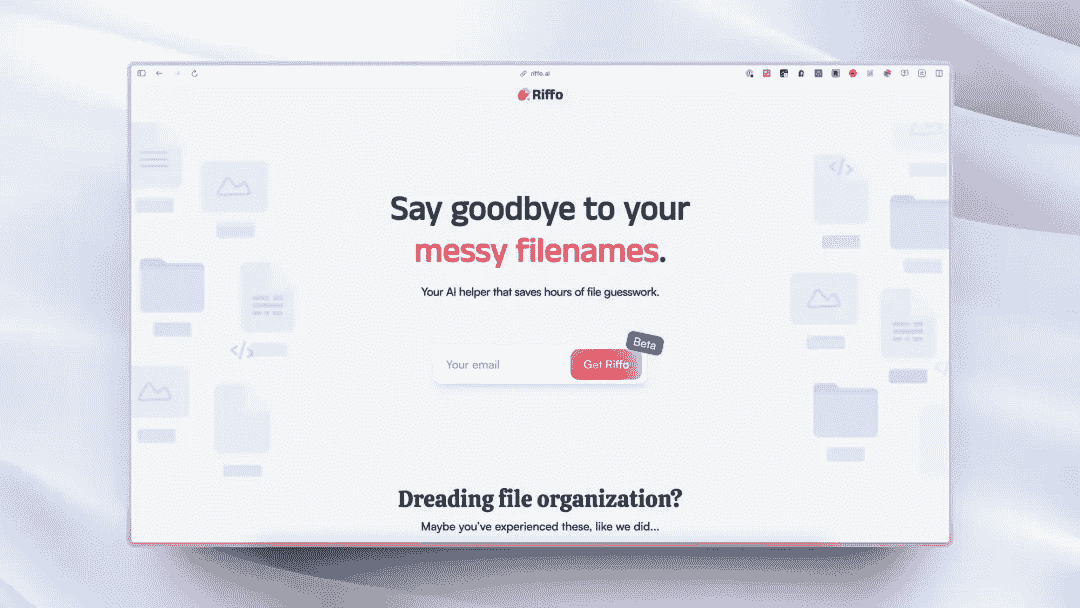 riffo.ai
Riffo
Say goodbye to your
messy filenames.
Your Ai helper that saves hours of file guesswork.
Beta
Your email
Get Riffo
Dreading file organization?
Maybe you've experienced these, like we did...